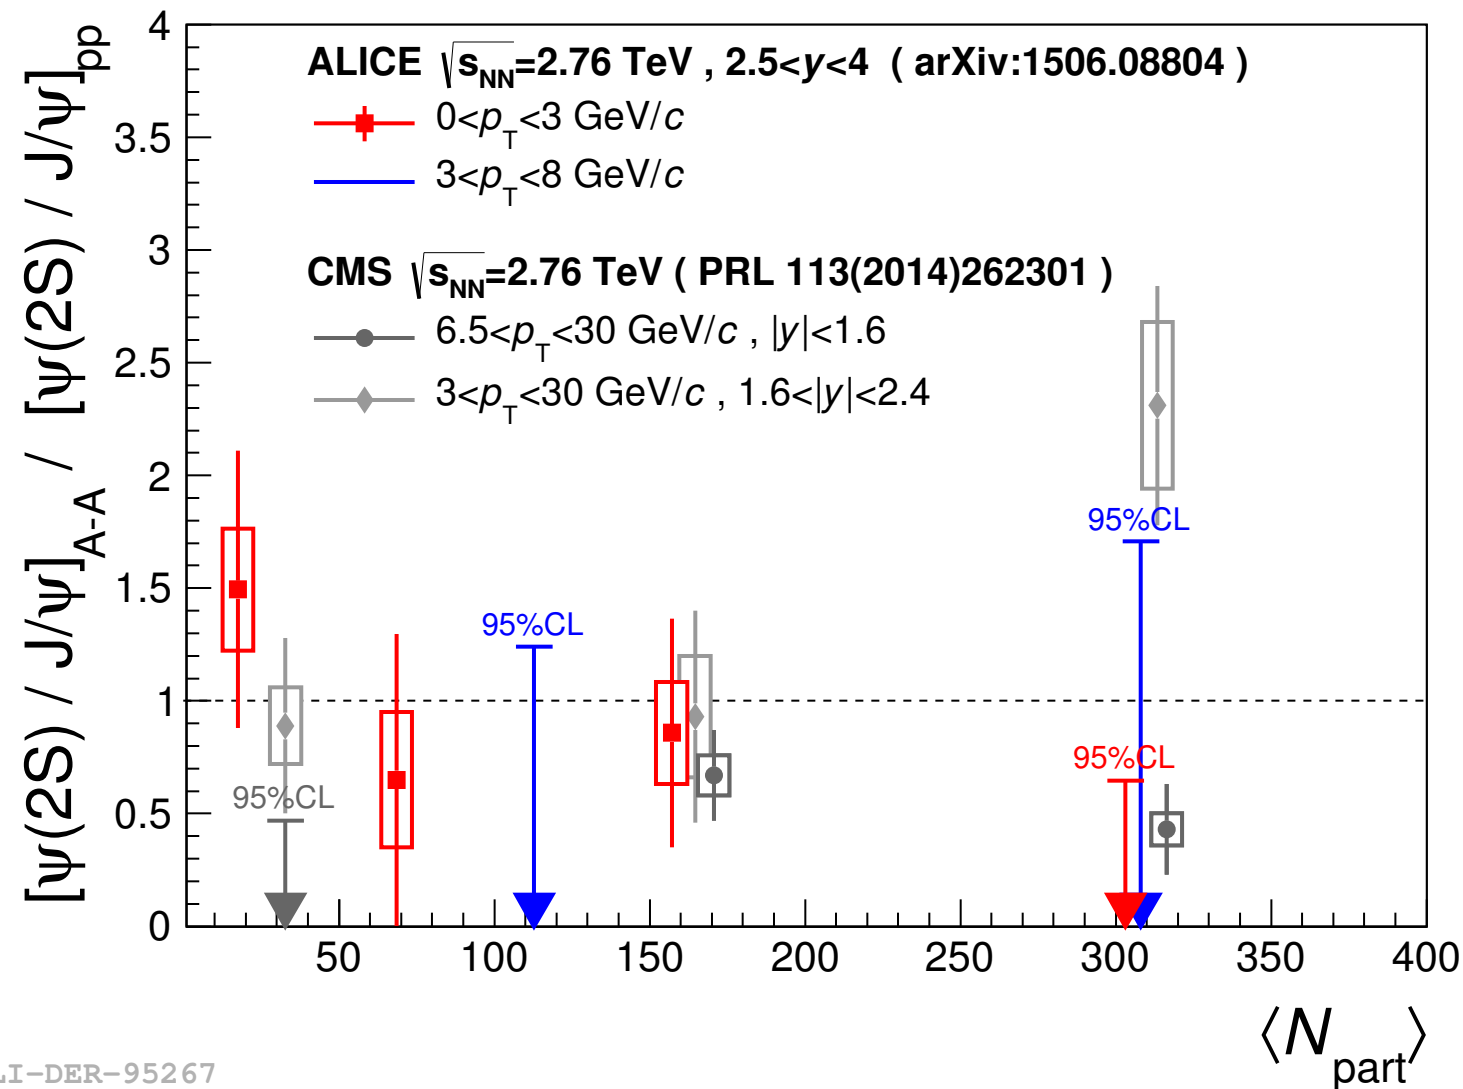 [ψ(2S) / J/ψ]A-A / [ψ(2S) / J/ψ]pp
4
3.5
3
2.5
2
1.5
1
0.5
0
ALICE √sNN=2.76 TeV , 2.5<y<4 ( arXiv:1506.08804 )
0<pT<3 GeV/c
3<pT<8 GeV/c
CMS √sNN=2.76 TeV ( PRL 113(2014)262301 )
6.5<pT<30 GeV/c , |y|<1.6
3<pT<30 GeV/c , 1.6<|y|<2.4
95%CL
95%CL
95%CL
95%CL
50 100 150 200 250 300 350 400
⟨Npart⟩
LI-DER-95267